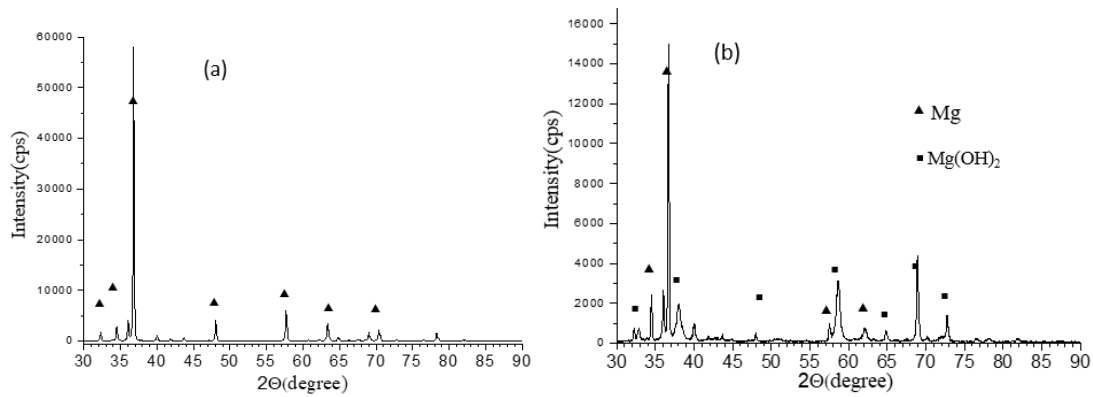 (a)
Intensity(cps)
60000
50000
40000
30000
20000
10000
0
30 35 40 45 50 55 60 65 70 75 80 85 90
2Θ(degree)
(b)
Intensity(cps)
16000
14000
12000
10000
8000
6000
4000
2000
0
30 35 40 45 50 55 60 65 70 75 80 85 90
2Θ(degree)
▲ Mg
■ Mg(OH)₂